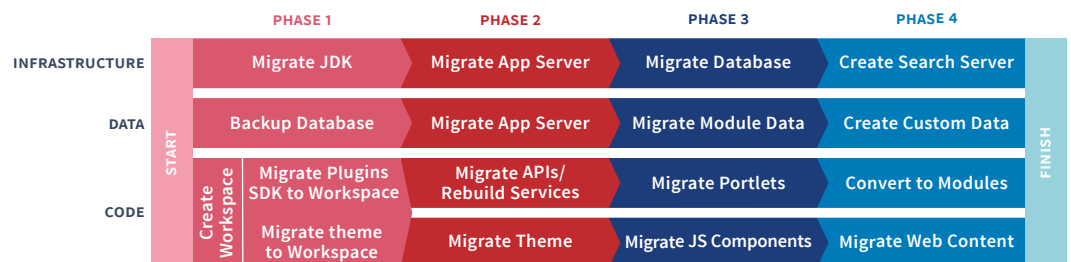 PHASE 1 PHASE 2 PHASE 3 PHASE 4
INFRASTRUCTURE Migrate JDK Migrate App Server Migrate Database Create Search Server
DATA Backup Database Migrate App Server Migrate Module Data Create Custom Data
START
FINISH
CODE
Create
Workspace
Migrate Plugins
SDK to Workspace
Migrate APIs/
Rebuild Services
Migrate Portlets
Convert to Modules
Migrate theme
to Workspace
Migrate Theme
Migrate JS Components
Migrate Web Content